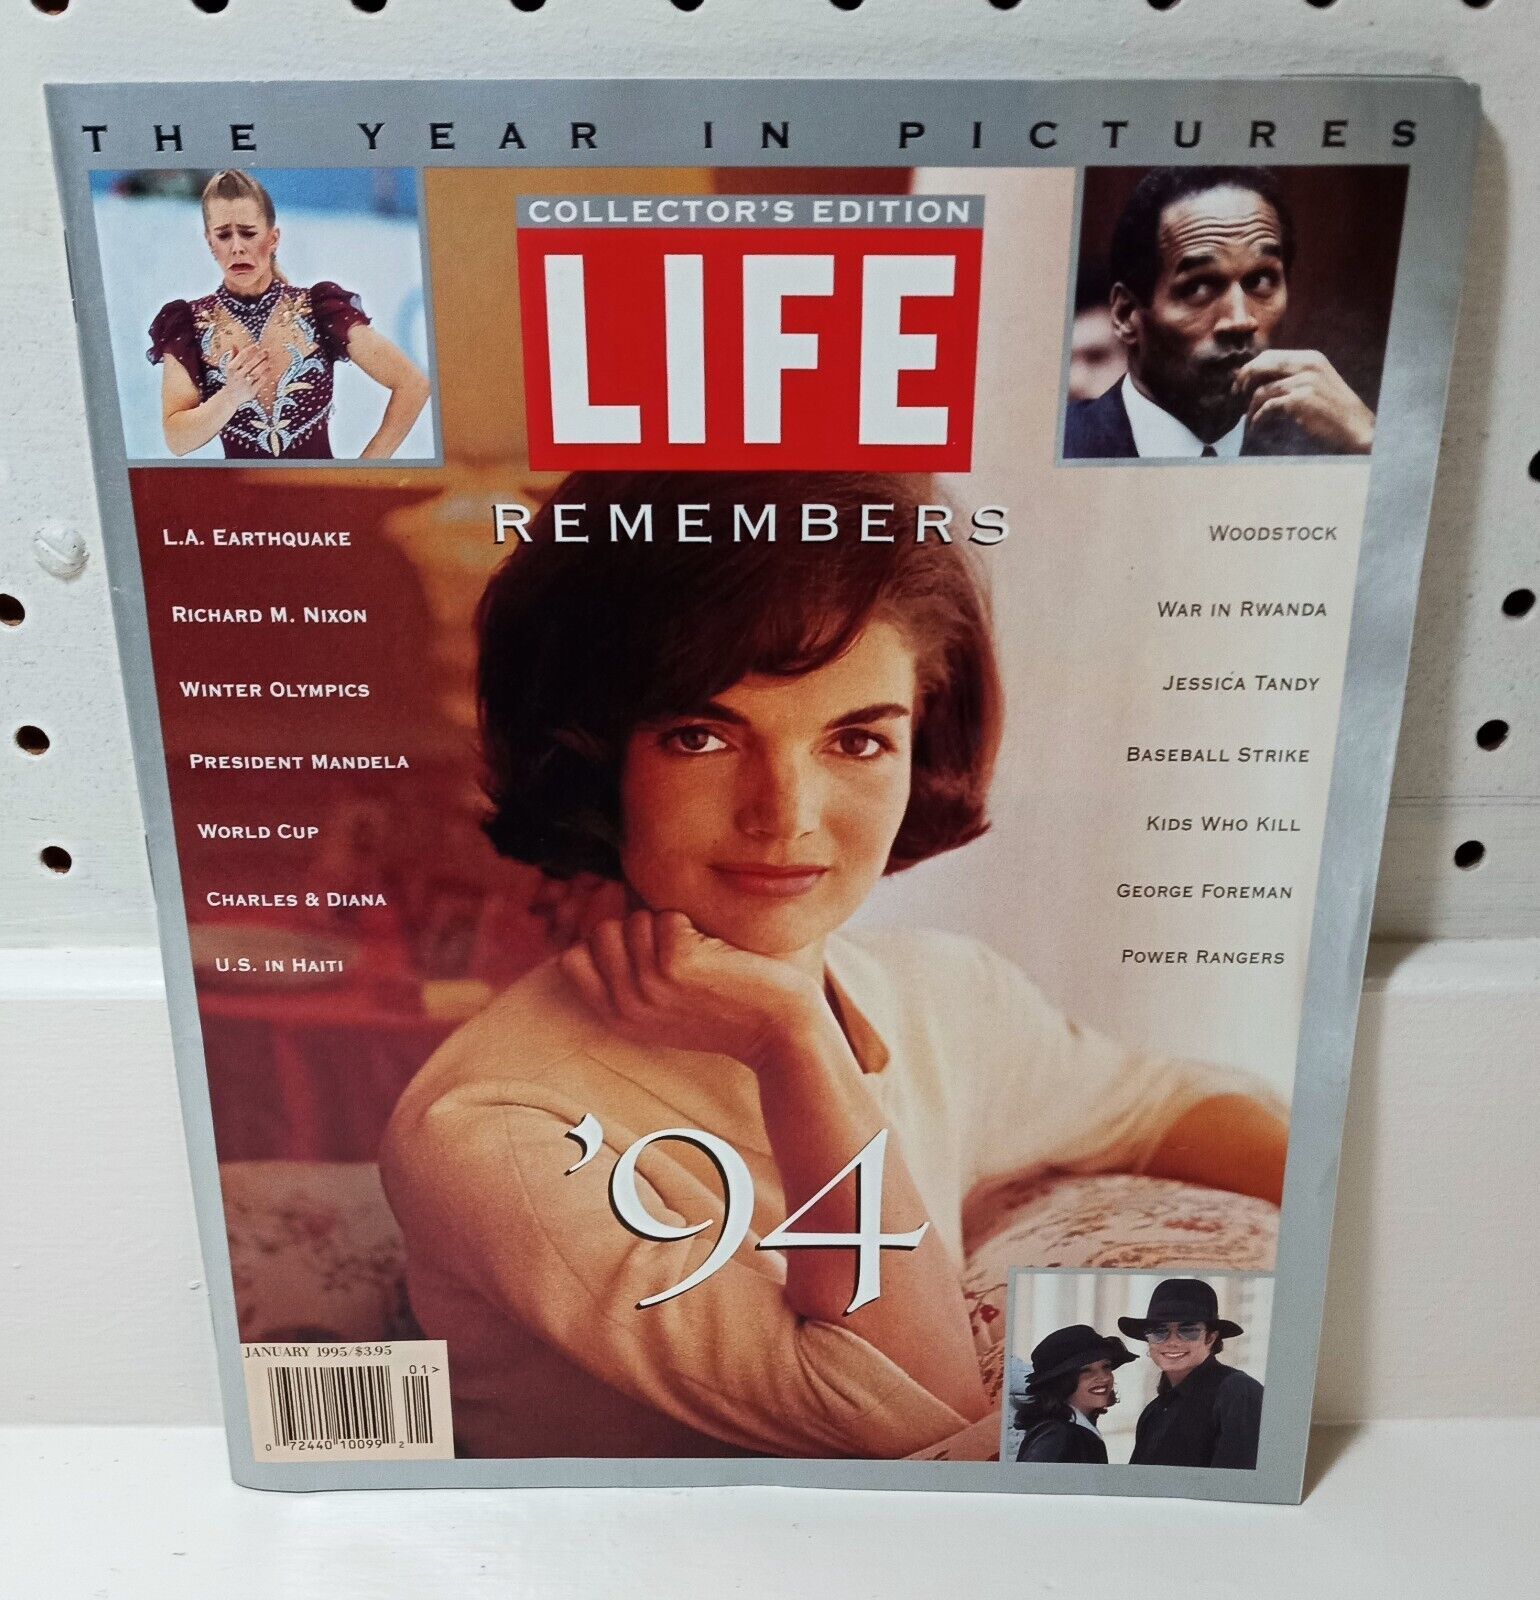 THE YEAR IN PICTURES
COLLECTOR'S EDITION
LIFE
REMEMBERS
L.A. EARTHQUAKE
RICHARD M. NIXON
WINTER OLYMPICS
PRESIDENT MANDELA
WORLD CUP
CHARLES & DIANA
U.S. IN HAITI
WOODSTOCK
WAR IN RWANDA
JESSICA TANDY
BASEBALL STRIKE
KIDS WHO KILL
GEORGE FOREMAN
POWER RANGERS
'94
JANUARY 1995/$3.95
01>
0 72440 10099 2